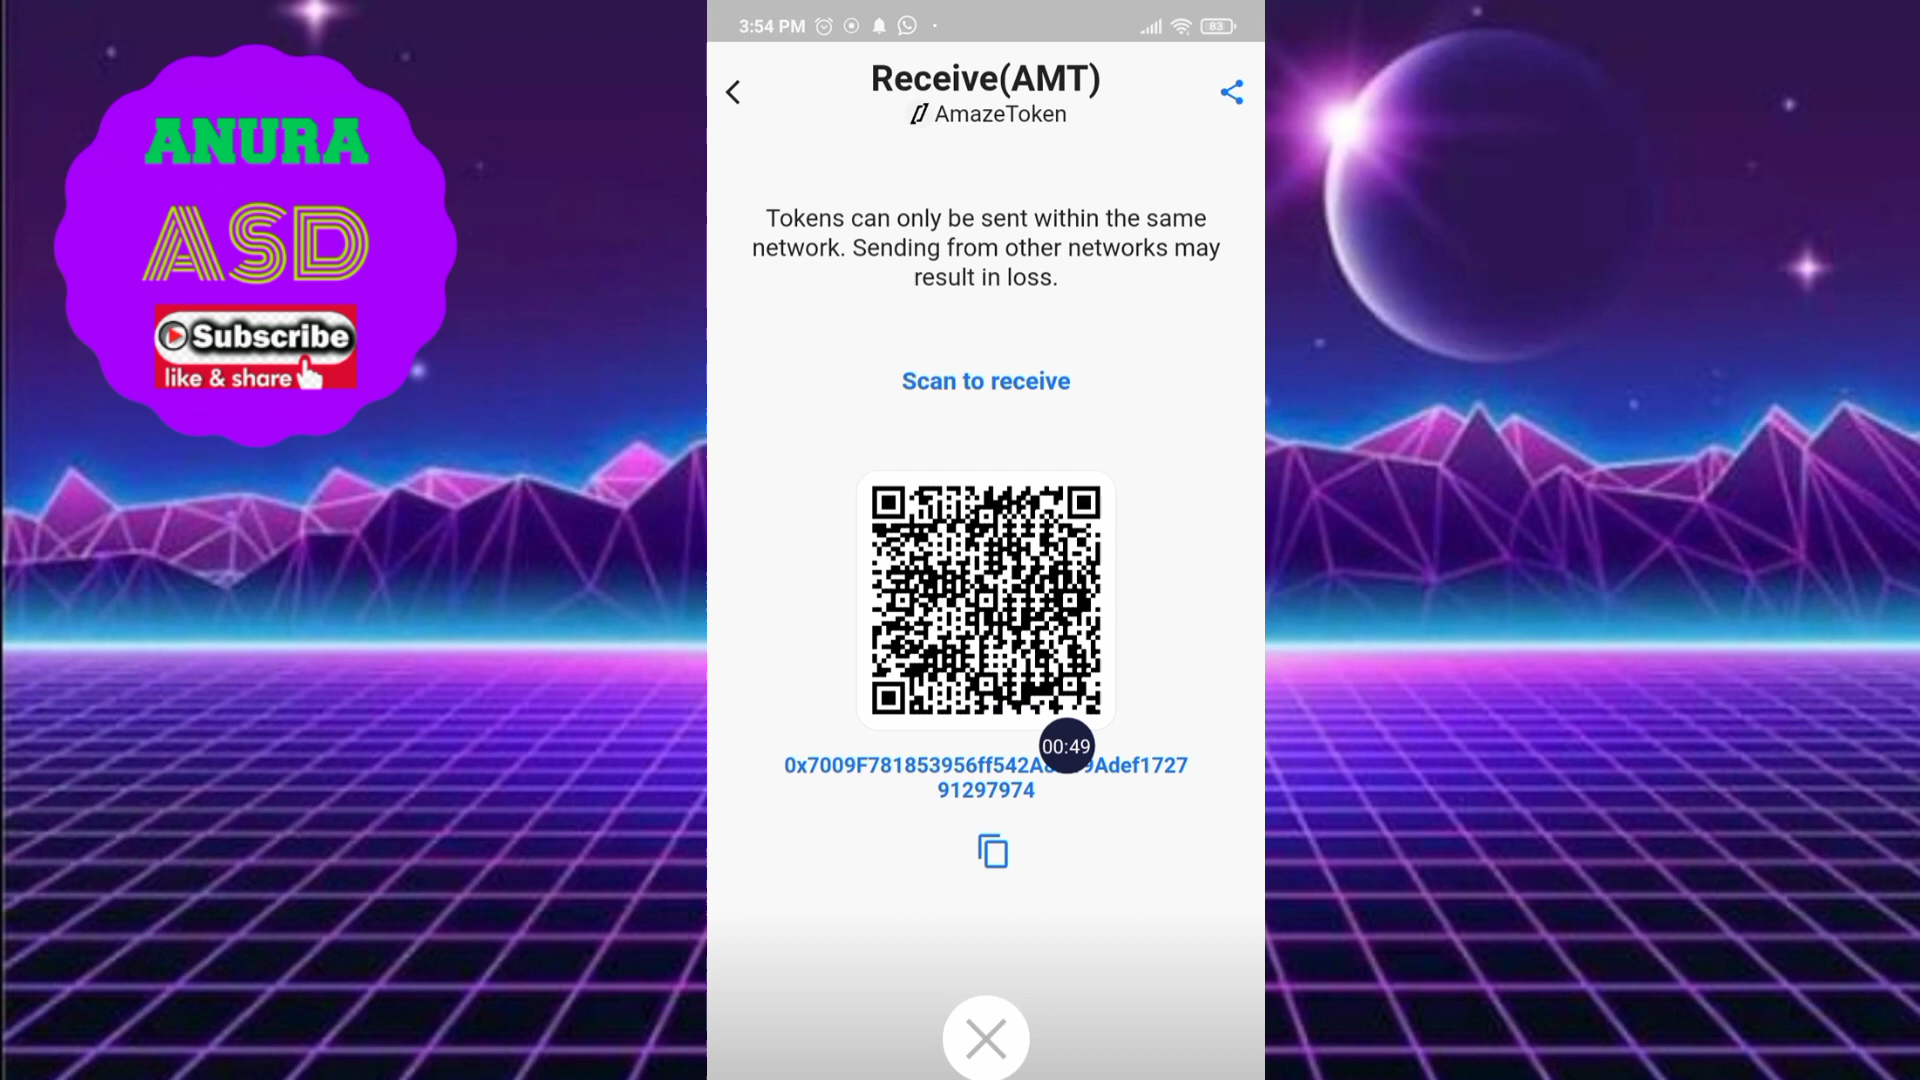 ANURA
ASD
Subscribe
like & share
3:54 PM
83
Receive(AMT)
AmazeToken
Tokens can only be sent within the same
network. Sending from other networks may
result in loss.
Scan to receive
00:49
0x7009F781853956ff542A 9Adef1727
91297974